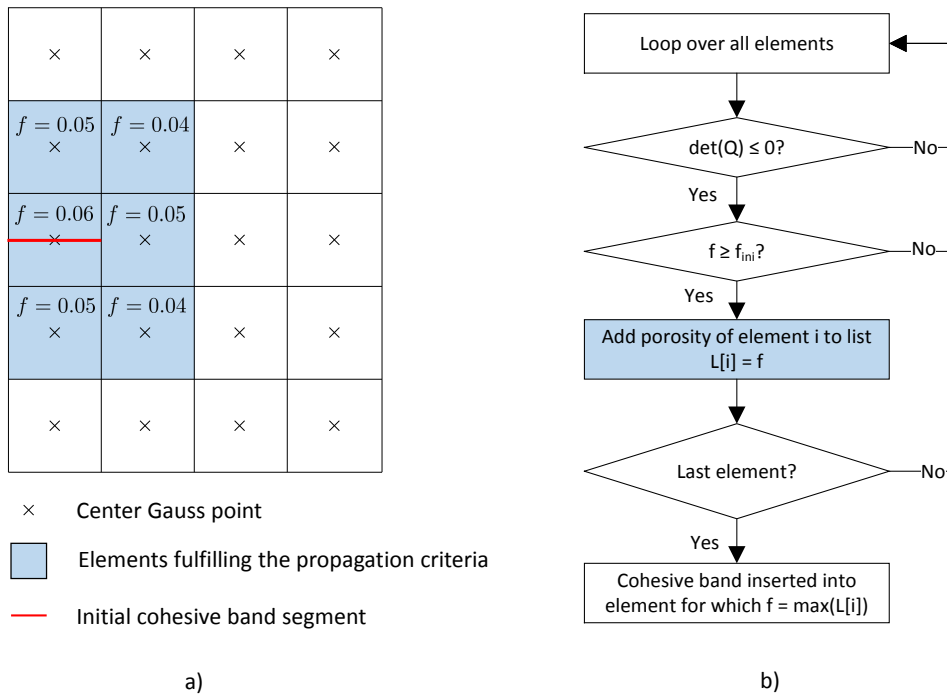 f = 0.05
f = 0.04
f = 0.06
f = 0.05
f = 0.05
f = 0.04
× Center Gauss point
Elements fulfilling the propagation criteria
Initial cohesive band segment
a)
Loop over all elements
det(Q) ≤ 0?
No
Yes
f ≥ f_ini?
No
Yes
Add porosity of element i to list
L[i] = f
Last element?
No
Yes
Cohesive band inserted into
element for which f = max(L[i])
b)